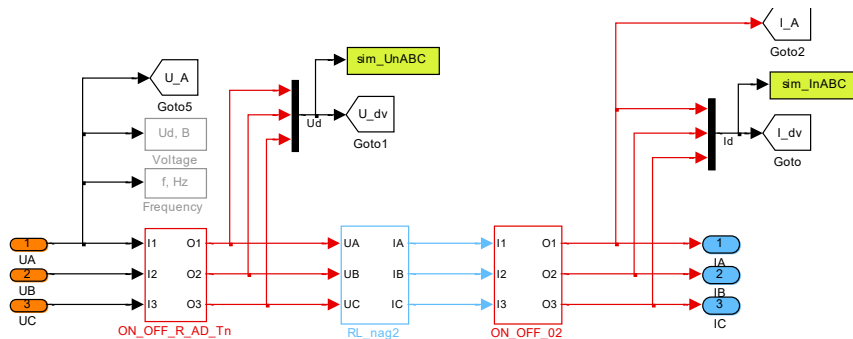 I_A
Goto2
sim_UnABC
sim_InABC
U_A
Goto5
U_dv
Goto1
Ud
I_dv
Goto
Id
Ud, B
Voltage
f, Hz
Frequency
1
UA
2
UB
3
UC
I1
I2
I3
O1
O2
O3
ON_OFF_R_AD_Tn
UA
UB
UC
IA
IB
IC
RL_nag2
I1
I2
I3
O1
O2
O3
ON_OFF_02
1
IA
2
IB
3
IC